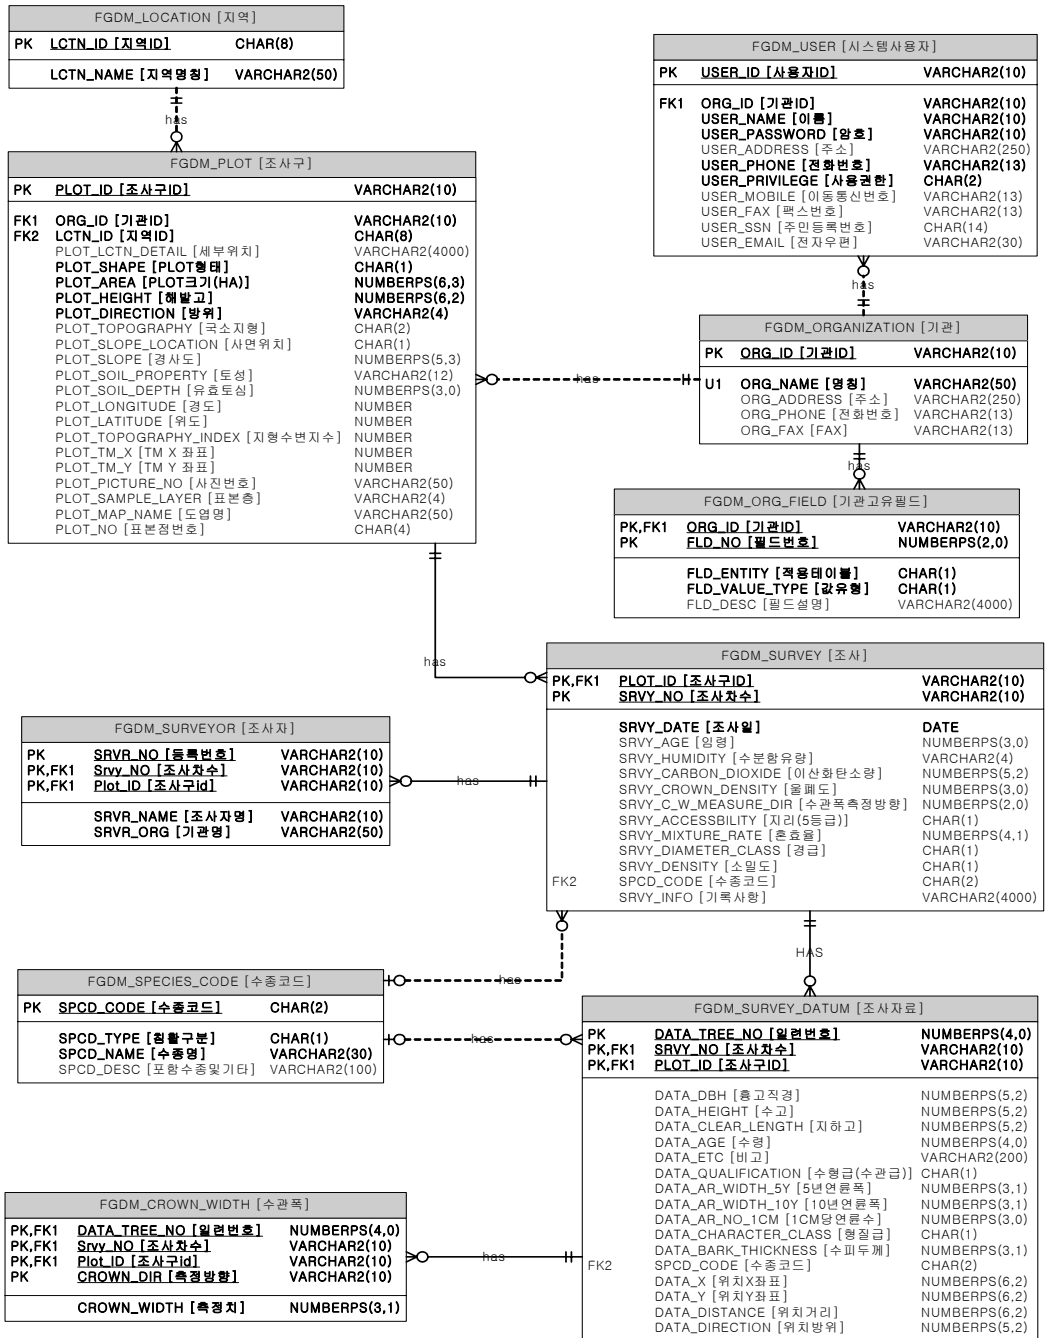 FGDM_LOCATION [지역]
PK LCTN_ID [지역ID] CHAR(8)
LCTN_NAME [지역명칭] VARCHAR2(50)
has
FGDM_PLOT [조사구]
PK PLOT_ID [조사구ID] VARCHAR2(10)
FK1 ORG_ID [기관ID] VARCHAR2(10)
FK2 LCTN_ID [지역ID] CHAR(8)
PLOT_LCTN_DETAIL [세부위치] VARCHAR2(4000)
PLOT_SHAPE [PLOT형태] CHAR(1)
PLOT_AREA [PLOT크기(HA)] NUMBERPS(6,3)
PLOT_HEIGHT [해발고] NUMBERPS(6,2)
PLOT_DIRECTION [방위] VARCHAR2(4)
PLOT_TOPOGRAPHY [국소지형] CHAR(2)
PLOT_SLOPE_LOCATION [사면위치] CHAR(1)
PLOT_SLOPE [경사도] NUMBERPS(5,3)
PLOT_SOIL_PROPERTY [토성] VARCHAR2(12)
PLOT_SOIL_DEPTH [유효토심] NUMBERPS(3,0)
PLOT_LONGITUDE [경도] NUMBER
PLOT_LATITUDE [위도] NUMBER
PLOT_TOPOGRAPHY_INDEX [지형수변지수] NUMBER
PLOT_TM_X [TM X 좌표] NUMBER
PLOT_TM_Y [TM Y 좌표] NUMBER
PLOT_PICTURE_NO [사진번호] VARCHAR2(50)
PLOT_SAMPLE_LAYER [표본층] VARCHAR2(4)
PLOT_MAP_NAME [도엽명] VARCHAR2(50)
PLOT_NO [표본점번호] CHAR(4)
FGDM_USER [시스템사용자]
PK USER_ID [사용자ID] VARCHAR2(10)
FK1 ORG_ID [기관ID] VARCHAR2(10)
USER_NAME [이름] VARCHAR2(10)
USER_PASSWORD [암호] VARCHAR2(10)
USER_ADDRESS [주소] VARCHAR2(250)
USER_PHONE [전화번호] VARCHAR2(13)
USER_PRIVILEGE [사용권한] CHAR(2)
USER_MOBILE [이동통신번호] VARCHAR2(13)
USER_FAX [팩스번호] VARCHAR2(13)
USER_SSN [주민등록번호] CHAR(14)
USER_EMAIL [전자우편] VARCHAR2(30)
has
FGDM_ORGANIZATION [기관]
PK ORG_ID [기관ID] VARCHAR2(10)
U1 ORG_NAME [명칭] VARCHAR2(50)
ORG_ADDRESS [주소] VARCHAR2(250)
ORG_PHONE [전화번호] VARCHAR2(13)
ORG_FAX [FAX] VARCHAR2(13)
has
has
FGDM_ORG_FIELD [기관고유필드]
PK,FK1 ORG_ID [기관ID] VARCHAR2(10)
PK FLD_NO [필드번호] NUMBERPS(2,0)
FLD_ENTITY [적용테이블] CHAR(1)
FLD_VALUE_TYPE [값유형] CHAR(1)
FLD_DESC [필드설명] VARCHAR2(4000)
has
FGDM_SURVEY [조사]
PK,FK1 PLOT_ID [조사구ID] VARCHAR2(10)
PK SRVY_NO [조사차수] VARCHAR2(10)
SRVY_DATE [조사일] DATE
SRVY_AGE [임령] NUMBERPS(3,0)
SRVY_HUMIDITY [수분함유량] VARCHAR2(4)
SRVY_CARBON_DIOXIDE [이산화탄소량] NUMBERPS(5,2)
SRVY_CROWN_DENSITY [울폐도] NUMBERPS(3,0)
SRVY_C_W_MEASURE_DIR [수관폭측정방향] NUMBERPS(2,0)
SRVY_ACCESSBILITY [지리(5등급)] CHAR(1)
SRVY_MIXTURE_RATE [혼효율] NUMBERPS(4,1)
SRVY_DIAMETER_CLASS [경급] CHAR(1)
SRVY_DENSITY [소밀도] CHAR(1)
FK2 SPCD_CODE [수종코드] CHAR(2)
SRVY_INFO [기록사항] VARCHAR2(4000)
FGDM_SURVEYOR [조사자]
PK SRVR_NO [등록번호] VARCHAR2(10)
PK,FK1 Srvy_NO [조사차수] VARCHAR2(10)
PK,FK1 Plot_ID [조사구id] VARCHAR2(10)
SRVR_NAME [조사자명] VARCHAR2(10)
SRVR_ORG [기관명] VARCHAR2(50)
has
has
HAS
FGDM_SPECIES_CODE [수종코드]
PK SPCD_CODE [수종코드] CHAR(2)
SPCD_TYPE [침활구분] CHAR(1)
SPCD_NAME [수종명] VARCHAR2(30)
SPCD_DESC [포함수종및기타] VARCHAR2(100)
has
FGDM_SURVEY_DATUM [조사자료]
PK DATA_TREE_NO [일련번호] NUMBERPS(4,0)
PK,FK1 SRVY_NO [조사차수] VARCHAR2(10)
PK,FK1 PLOT_ID [조사구ID] VARCHAR2(10)
DATA_DBH [흉고직경] NUMBERPS(5,2)
DATA_HEIGHT [수고] NUMBERPS(5,2)
DATA_CLEAR_LENGTH [지하고] NUMBERPS(5,2)
DATA_AGE [수령] NUMBERPS(4,0)
DATA_ETC [비고] VARCHAR2(200)
DATA_QUALIFICATION [수형급(수관급)] CHAR(1)
DATA_AR_WIDTH_5Y [5년연륜폭] NUMBERPS(3,1)
DATA_AR_WIDTH_10Y [10년연륜폭] NUMBERPS(3,1)
DATA_AR_NO_1CM [1CM당연륜수] NUMBERPS(3,0)
DATA_CHARACTER_CLASS [형질급] CHAR(1)
DATA_BARK_THICKNESS [수피두께] NUMBERPS(3,1)
FK2 SPCD_CODE [수종코드] CHAR(2)
DATA_X [위치X좌표] NUMBERPS(6,2)
DATA_Y [위치Y좌표] NUMBERPS(6,2)
DATA_DISTANCE [위치거리] NUMBERPS(6,2)
DATA_DIRECTION [위치방위] NUMBERPS(5,2)
FGDM_CROWN_WIDTH [수관폭]
PK,FK1 DATA_TREE_NO [일련번호] NUMBERPS(4,0)
PK,FK1 Srvy_NO [조사차수] VARCHAR2(10)
PK,FK1 Plot_ID [조사구id] VARCHAR2(10)
PK CROWN_DIR [측정방향] VARCHAR2(10)
CROWN_WIDTH [측정치] NUMBERPS(3,1)
has